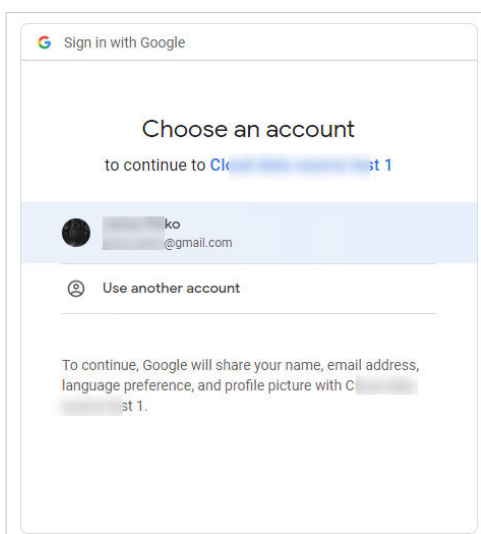 Sign in with Google
Choose an account
to continue to Cl st 1
ko
@gmail.com
Use another account
To continue, Google will share your name, email address,
language preference, and profile picture with C
st 1.